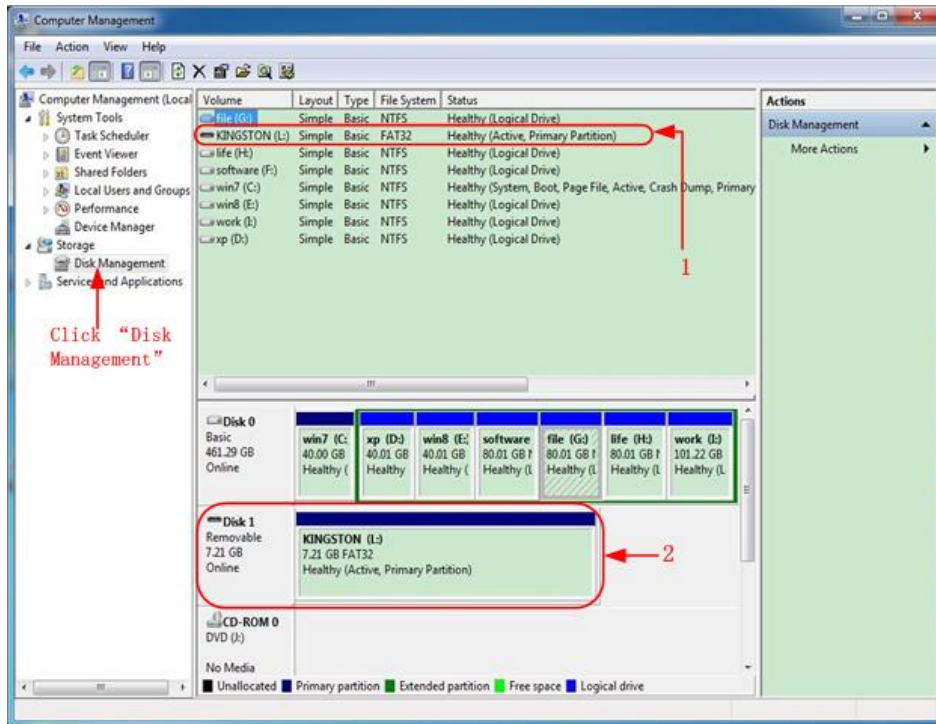 Computer Management
File Action View Help
Computer Management (Local
System Tools
Task Scheduler
Event Viewer
Shared Folders
Local Users and Groups
Performance
Device Manager
Storage
Disk Management
Services and Applications
Click “Disk
Management”
Volume Layout Type File System Status
file (G:) Simple Basic NTFS Healthy (Logical Drive)
KINGSTON (L:) Simple Basic FAT32 Healthy (Active, Primary Partition)
life (H:) Simple Basic NTFS Healthy (Logical Drive)
software (F:) Simple Basic NTFS Healthy (Logical Drive)
win7 (C:) Simple Basic NTFS Healthy (System, Boot, Page File, Active, Crash Dump, Primary
win8 (E:) Simple Basic NTFS Healthy (Logical Drive)
work (I:) Simple Basic NTFS Healthy (Logical Drive)
xp (D:) Simple Basic NTFS Healthy (Logical Drive)
1
Disk 0
Basic
461.29 GB
Online
win7 (C:
40.00 GB
Healthy (
xp (D:)
40.01 GB
Healthy
win8 (E:
40.01 GB
Healthy (
software
80.01 GB
Healthy (L
file (G:)
80.01 GB
Healthy (L
life (H:)
80.01 GB
Healthy (L
work (I:)
101.22 GB
Healthy (L
Disk 1
Removable
7.21 GB
Online
KINGSTON (L:)
7.21 GB FAT32
Healthy (Active, Primary Partition)
2
CD-ROM 0
DVD (J:)
No Media
Unallocated Primary partition Extended partition Free space Logical drive
Actions
Disk Management
More Actions